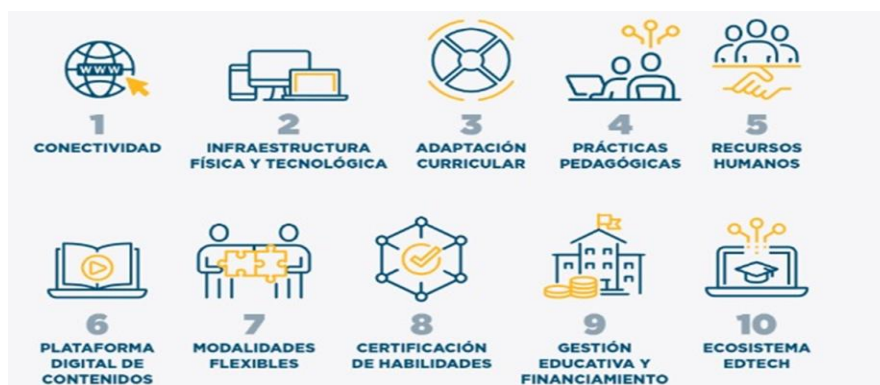 WWW
1
CONECTIVIDAD
2
INFRAESTRUCTURA
FÍSICA Y TECNOLÓGICA
3
ADAPTACIÓN
CURRICULAR
4
PRÁCTICAS
PEDAGÓGICAS
5
RECURSOS
HUMANOS
6
PLATAFORMA
DIGITAL DE
CONTENIDOS
7
MODALIDADES
FLEXIBLES
8
CERTIFICACIÓN
DE HABILIDADES
9
GESTIÓN
EDUCATIVA Y
FINANCIAMIENTO
10
ECOSISTEMA
EDTECH